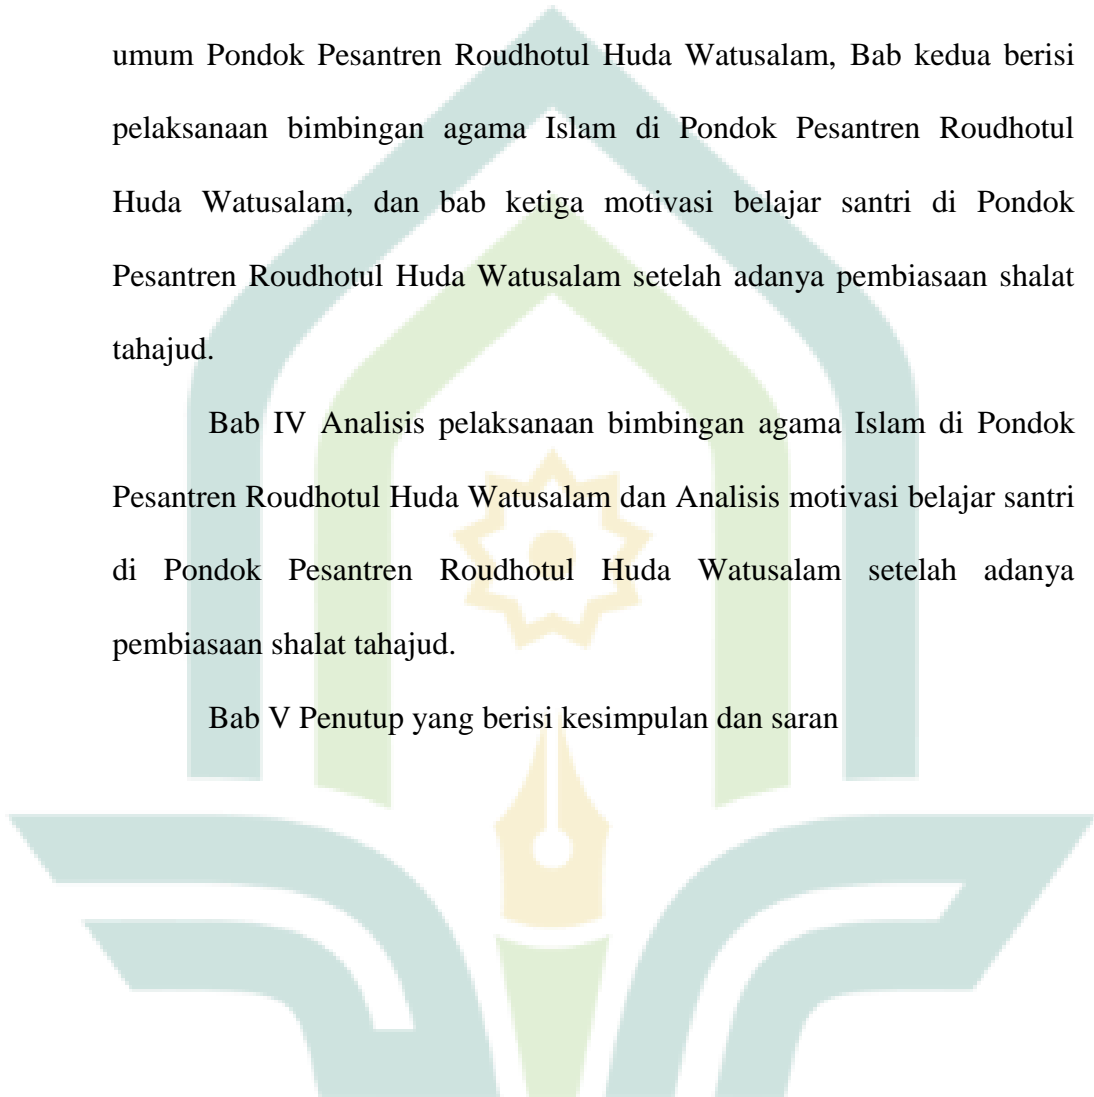 umum Pondok Pesantren Roudhotul Huda Watusalam, Bab kedua berisi
pelaksanaan bimbingan agama Islam di Pondok Pesantren Roudhotul
Huda Watusalam, dan bab ketiga motivasi belajar santri di Pondok
Pesantren Roudhotul Huda Watusalam setelah adanya pembiasaan shalat
tahajud.
Bab IV Analisis pelaksanaan bimbingan agama Islam di Pondok
Pesantren Roudhotul Huda Watusalam dan Analisis motivasi belajar santri
di Pondok Pesantren Roudhotul Huda Watusalam setelah adanya
pembiasaan shalat tahajud.
Bab V Penutup yang berisi kesimpulan dan saran